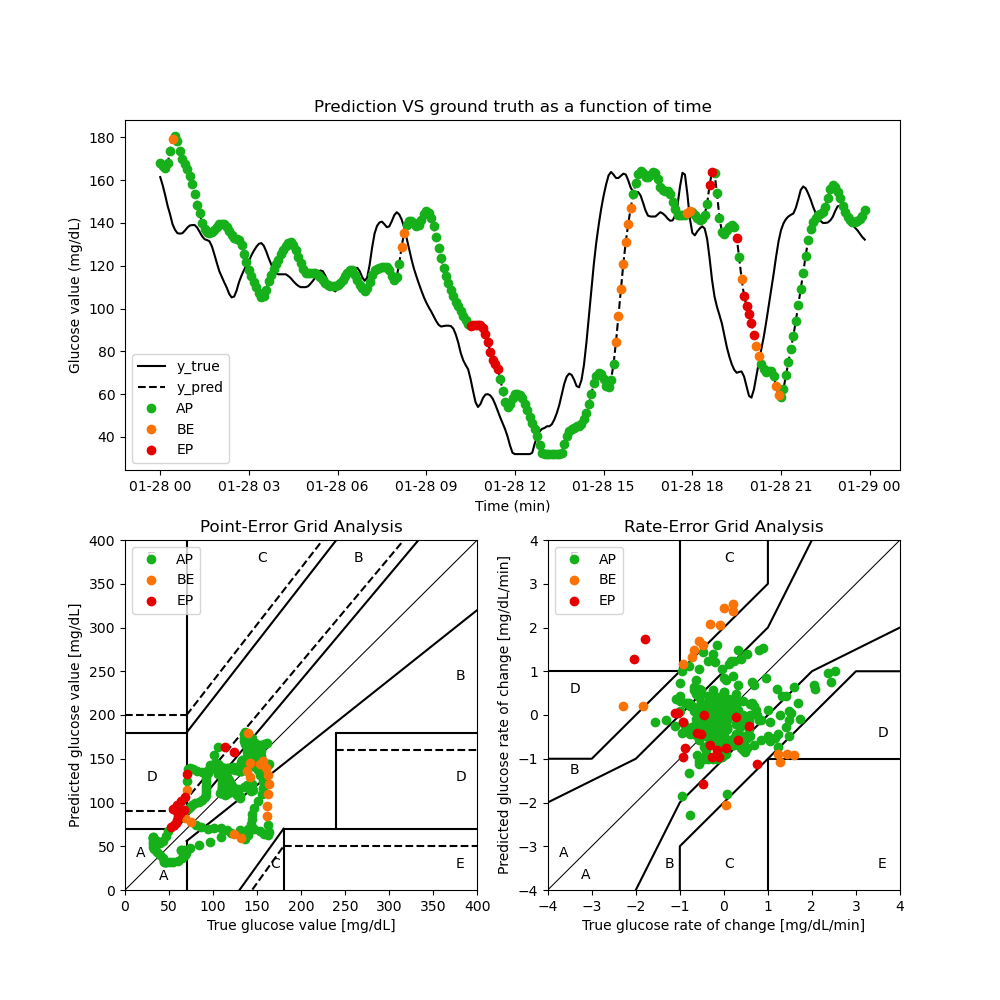 Prediction VS ground truth as a function of time
Glucose value (mg/dL)
180
160
140
120
100
80
60
40
y_true
y_pred
AP
BE
EP
01-28 00 01-28 03 01-28 06 01-28 09 01-28 12 01-28 15 01-28 18 01-28 21 01-29 00
Time (min)
Point-Error Grid Analysis
Predicted glucose value [mg/dL]
400
350
300
250
200
150
100
50
0
AP
BE
EP
C
B
B
D
D
A
A
C
E
0 50 100 150 200 250 300 350 400
True glucose value [mg/dL]
Rate-Error Grid Analysis
Predicted glucose rate of change [mg/dL/min]
4
3
2
1
0
−1
−2
−3
−4
AP
BE
EP
C
D
D
B
A
A
B
C
E
−4 −3 −2 −1 0 1 2 3 4
True glucose rate of change [mg/dL/min]